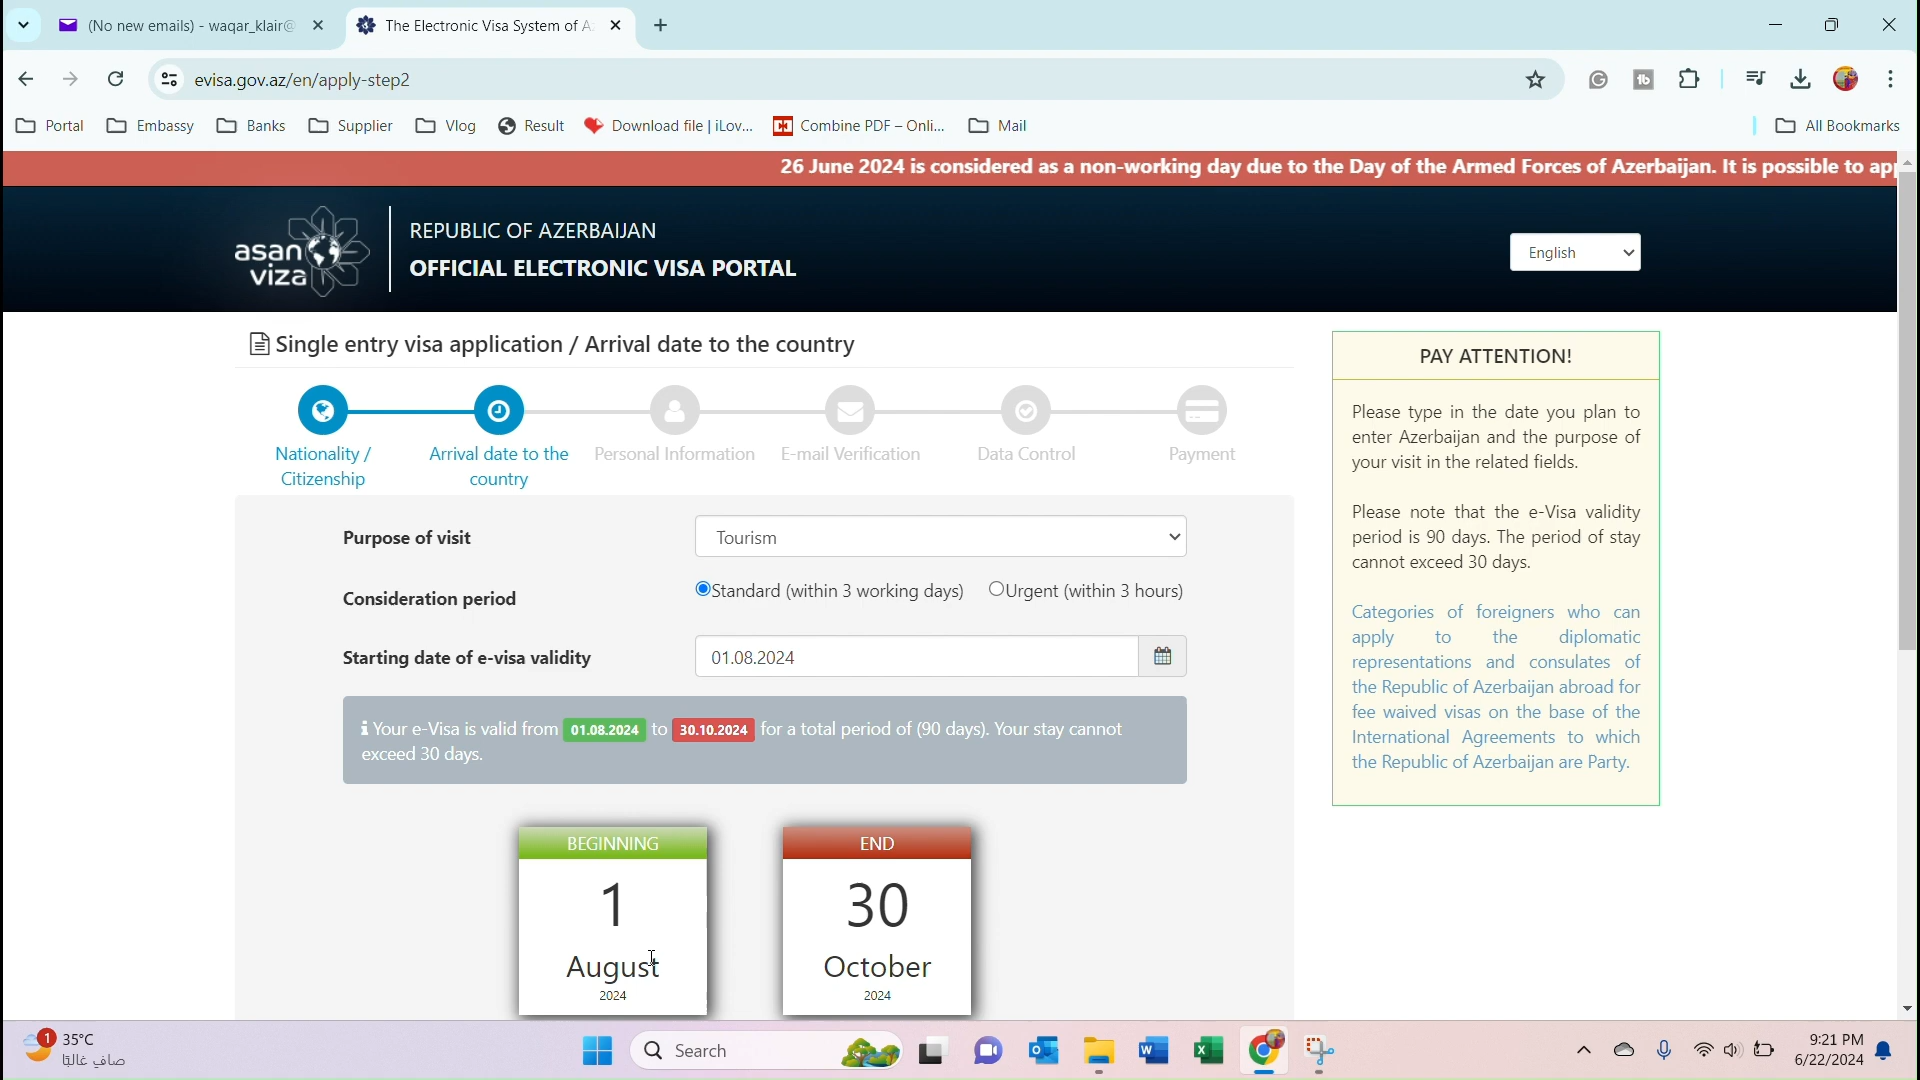 (No new emails) - waqar_klair@
The Electronic Visa System of A
evisa.gov.az/en/apply-step2
Portal
Embassy
Banks
Supplier
Vlog
Result
Download file | iLov...
Combine PDF – Onli...
Mail
All Bookmarks
26 June 2024 is considered as a non-working day due to the Day of the Armed Forces of Azerbaijan. It is possible to app
asan viza
REPUBLIC OF AZERBAIJAN
OFFICIAL ELECTRONIC VISA PORTAL
English
Single entry visa application / Arrival date to the country
Nationality / Citizenship
Arrival date to the country
Personal Information
E-mail Verification
Data Control
Payment
Purpose of visit
Tourism
Consideration period
Standard (within 3 working days)
Urgent (within 3 hours)
Starting date of e-visa validity
01.08.2024
Your e-Visa is valid from 01.08.2024 to 30.10.2024 for a total period of (90 days). Your stay cannot
exceed 30 days.
BEGINNING
1
August
2024
END
30
October
2024
PAY ATTENTION!
Please type in the date you plan to
enter Azerbaijan and the purpose of
your visit in the related fields.
Please note that the e-Visa validity
period is 90 days. The period of stay
cannot exceed 30 days.
Categories of foreigners who can
apply to the diplomatic
representations and consulates of
the Republic of Azerbaijan abroad for
fee waived visas on the base of the
International Agreements to which
the Republic of Azerbaijan are Party.
1
35°C
صافٍ غالبًا
Search
9:21 PM
6/22/2024